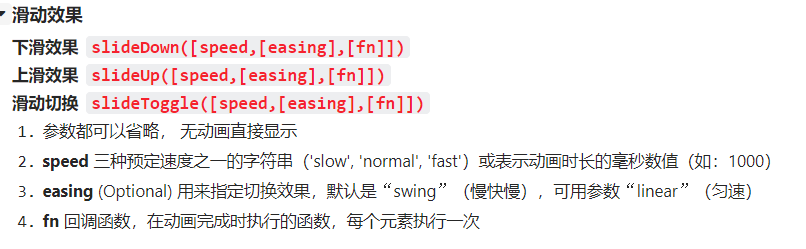 滑动效果
下滑效果 slideDown([speed,[easing],[fn]])
上滑效果 slideUp([speed,[easing],[fn]])
滑动切换 slideToggle([speed,[easing],[fn]])
1. 参数都可以省略， 无动画直接显示
2. speed 三种预定速度之一的字符串（'slow', 'normal', 'fast'）或表示动画时长的毫秒数值（如：1000）
3. easing (Optional) 用来指定切换效果，默认是“swing”（慢快慢），可用参数“linear”（匀速）
4. fn 回调函数，在动画完成时执行的函数，每个元素执行一次